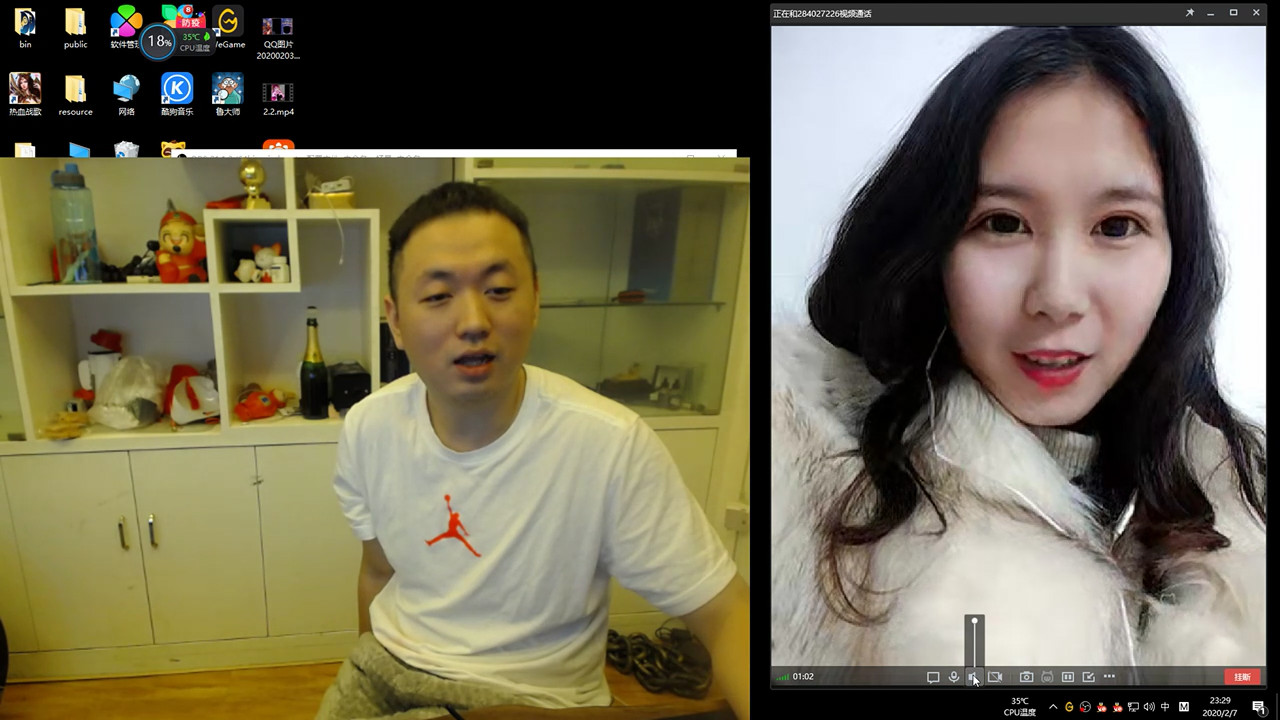 正在和284027226视频通话
bin
public
软件管理
防疫
8
18%
35℃
CPU温度
WeGame
QQ图片
20200203...
热血战歌
resource
网络
酷狗音乐
鲁大师
2.2.mp4
01:02
挂断
35℃
CPU温度
中
M
23:29
2020/2/7
1